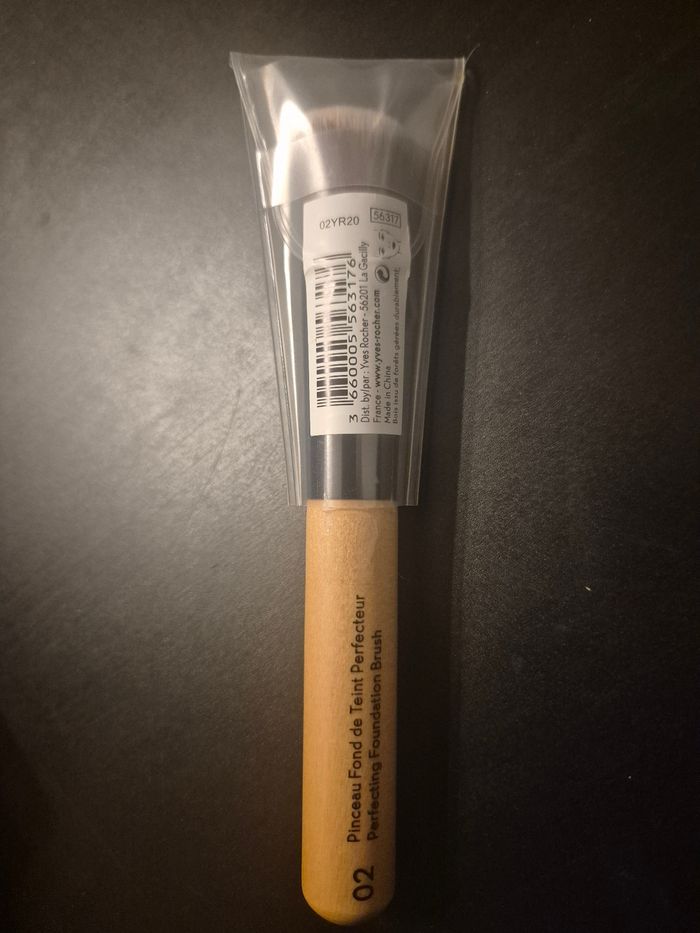 02YR20
56317
3 660005 563176
Dist. by/par : Yves Rocher - 56201 La Gacilly
France - www.yves-rocher.com
Made in China
Bois issu de forêts gérées durablement.
Pinceau Fond de Teint Perfecteur
Perfecting Foundation Brush
02